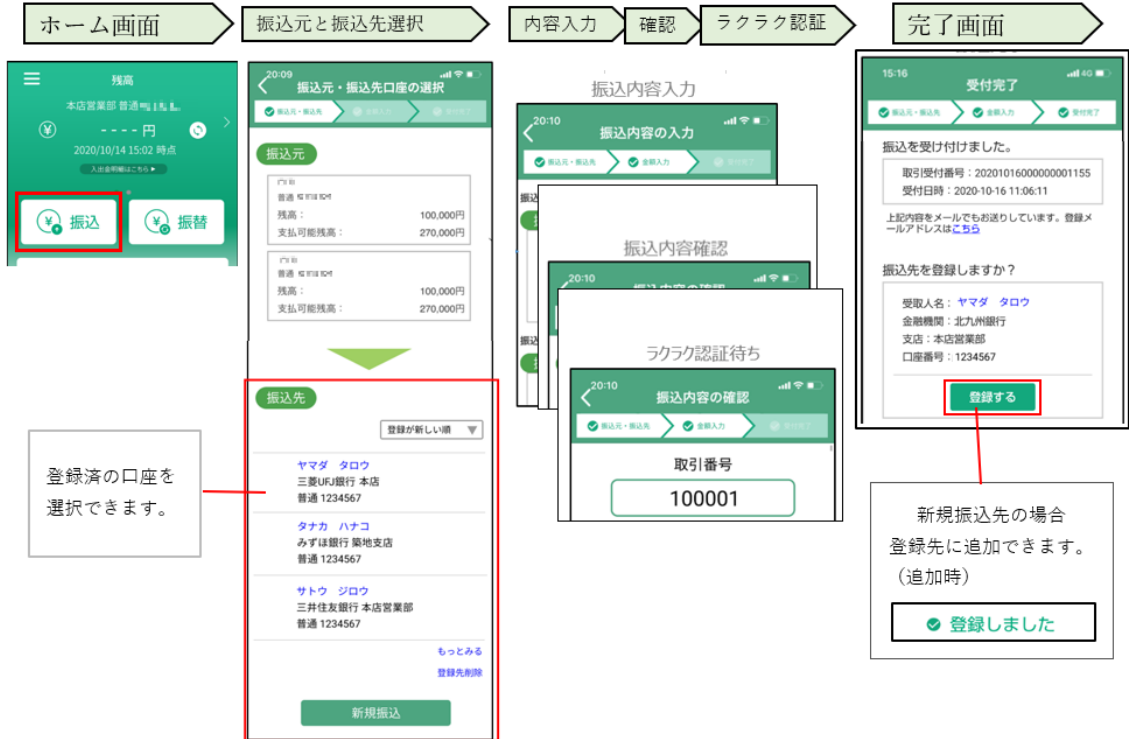 ホーム画面
振込元と振込先選択
内容入力
確認
ラクラク認証
完了画面
残高
本店営業部 普通
- - - - 円
2020/10/14 15:02 時点
入出金明細はこちら
振込
振替
20:09
振込元・振込先口座の選択
振込元・振込先
金額入力
受付完了
振込元
普通
残高： 100,000円
支払可能残高： 270,000円
普通
残高： 100,000円
支払可能残高： 270,000円
振込先
登録が新しい順 ▼
ヤマダ タロウ
三菱UFJ銀行 本店
普通 1234567
タナカ ハナコ
みずほ銀行 築地支店
普通 1234567
サトウ ジロウ
三井住友銀行 本店営業部
普通 1234567
もっとみる
登録先削除
新規振込
登録済の口座を
選択できます。
振込内容入力
20:10
振込内容の入力
振込元・振込先
金額入力
受付完了
振込内容確認
20:10
振込内容の確認
ラクラク認証待ち
20:10
振込内容の確認
振込元・振込先
金額入力
受付完了
取引番号
100001
15:16
4G
受付完了
振込元・振込先
金額入力
受付完了
振込を受け付けました。
取引受付番号：20201016000000001155
受付日時：2020-10-16 11:06:11
上記内容をメールでもお送りしています。登録メ
ールアドレスはこちら
振込先を登録しますか？
受取人名： ヤマダ タロウ
金融機関：北九州銀行
支店：本店営業部
口座番号：1234567
登録する
新規振込先の場合
登録先に追加できます。
（追加時）
登録しました